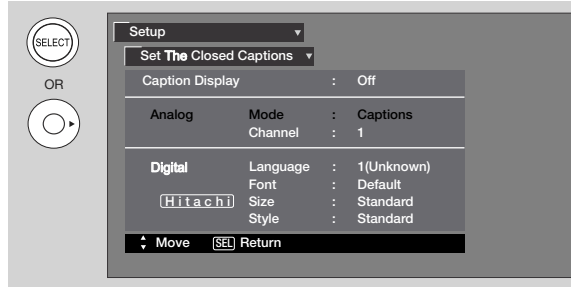 SELECT
OR
Setup
Set The Closed Captions
Caption Display : Off
Analog Mode : Captions
Channel : 1
Digital Language : 1(Unknown)
Font : Default
Hitachi Size : Standard
Style : Standard
Move SEL Return